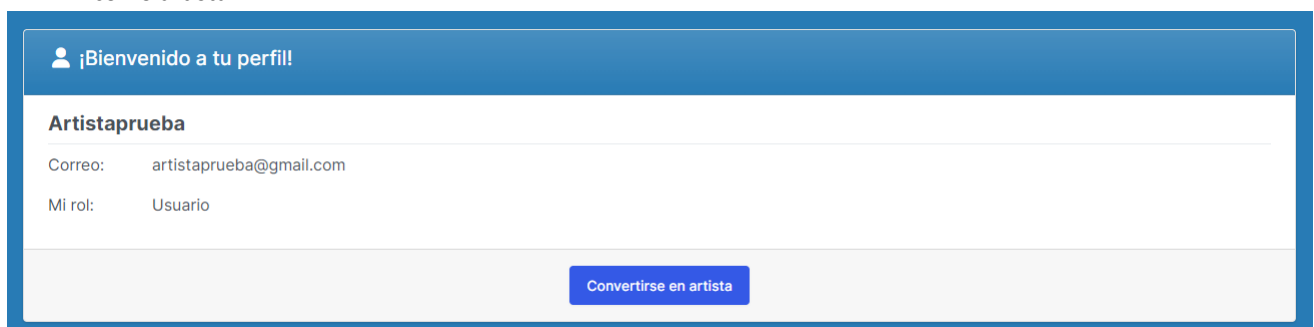 ¡Bienvenido a tu perfil!
Artistaprueba
Correo: artistaprueba@gmail.com
Mi rol: Usuario
Convertirse en artista